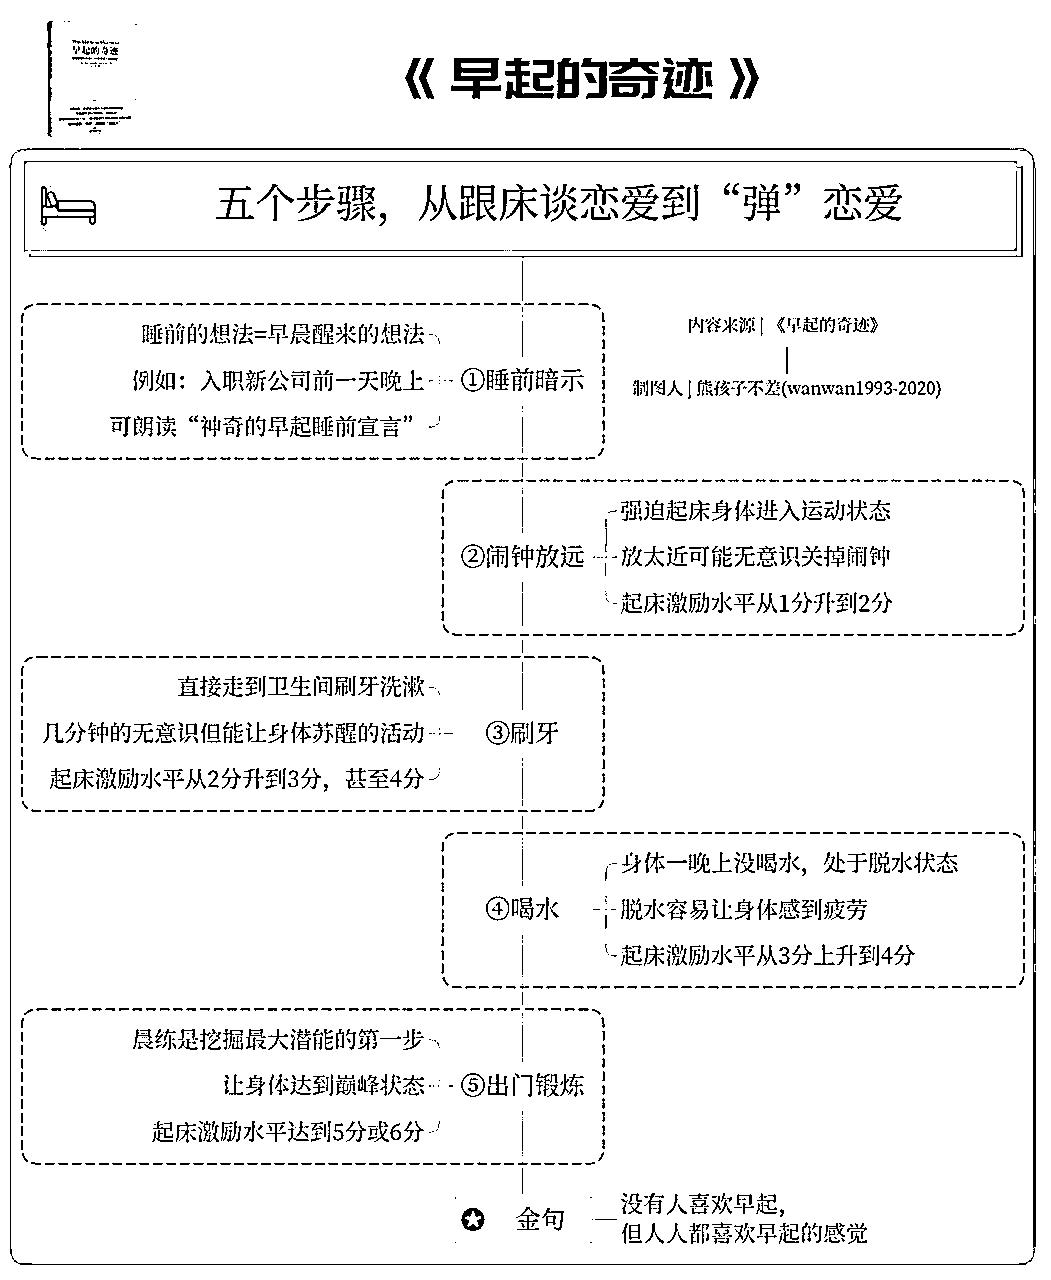 早起的奇迹
《早起的奇迹》
五个步骤，从跟床谈恋爱到“弹”恋爱
内容来源|《早起的奇迹》
制图人|熊孩子不差(wanwan1993-2020)
睡前的想法=早晨醒来的想法
例如：入职新公司前一天晚上
可朗读“神奇的早起睡前宣言”
①睡前暗示
②闹钟放远
强迫起床身体进入运动状态
放太近可能无意识关掉闹钟
起床激励水平从1分升到2分
直接走到卫生间刷牙洗漱
几分钟的无意识但能让身体苏醒的活动
起床激励水平从2分升到3分，甚至4分
③刷牙
④喝水
身体一晚上没喝水，处于脱水状态
脱水容易让身体感到疲劳
起床激励水平从3分上升到4分
晨练是挖掘最大潜能的第一步
让身体达到巅峰状态
起床激励水平达到5分或6分
⑤出门锻炼
金句
没有人喜欢早起，
但人人都喜欢早起的感觉